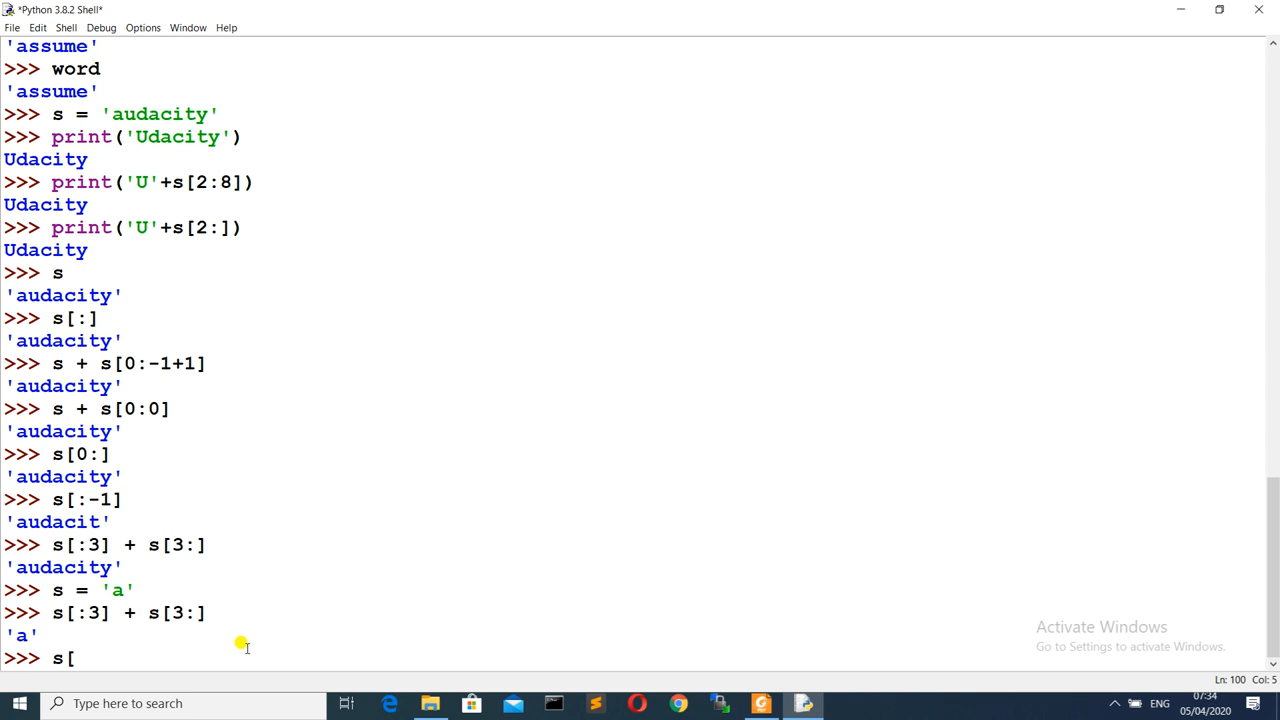 *Python 3.8.2 Shell*
File Edit Shell Debug Options Window Help
'assume'
>>> word
'assume'
>>> s = 'audacity'
>>> print('Udacity')
Udacity
>>> print('U'+s[2:8])
Udacity
>>> print('U'+s[2:])
Udacity
>>> s
'audacity'
>>> s[:]
'audacity'
>>> s + s[0:-1+1]
'audacity'
>>> s + s[0:0]
'audacity'
>>> s[0:]
'audacity'
>>> s[:-1]
'audacit'
>>> s[:3] + s[3:]
'audacity'
>>> s = 'a'
>>> s[:3] + s[3:]
'a'
>>> s[
Activate Windows
Go to Settings to activate Windows.
Ln: 100 Col: 5
Type here to search
ENG
07:34
05/04/2020